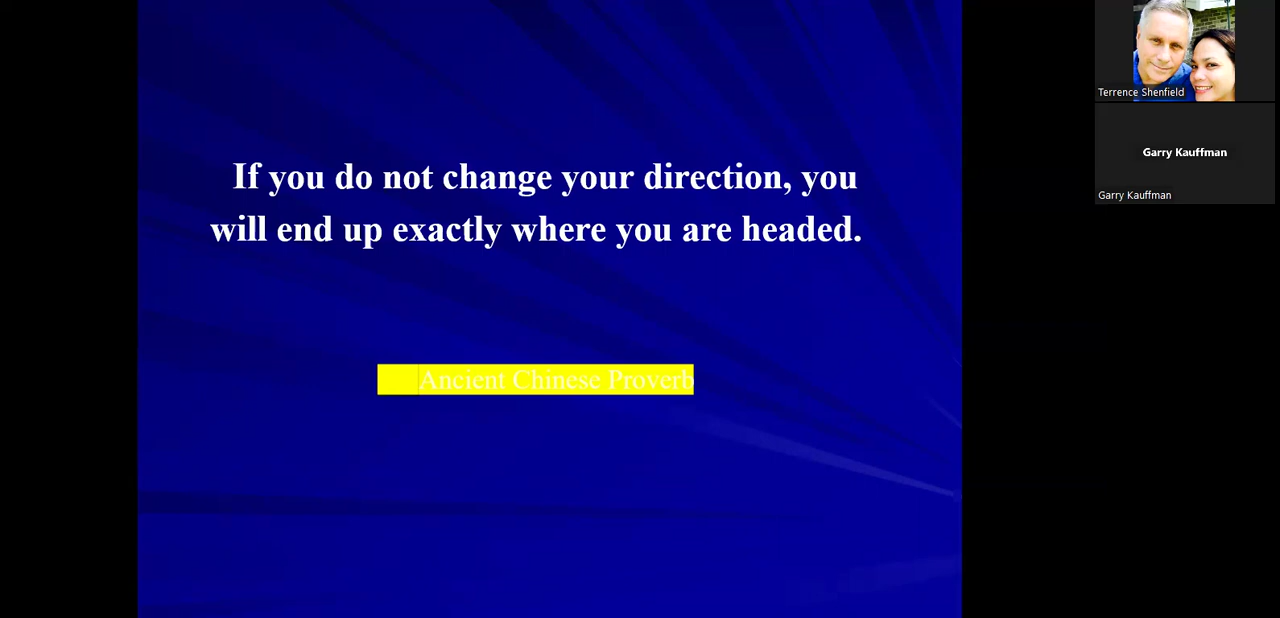 If you do not change your direction, you
will end up exactly where you are headed.
Ancient Chinese Proverb
Terrence Shenfield
Garry Kauffman
Garry Kauffman